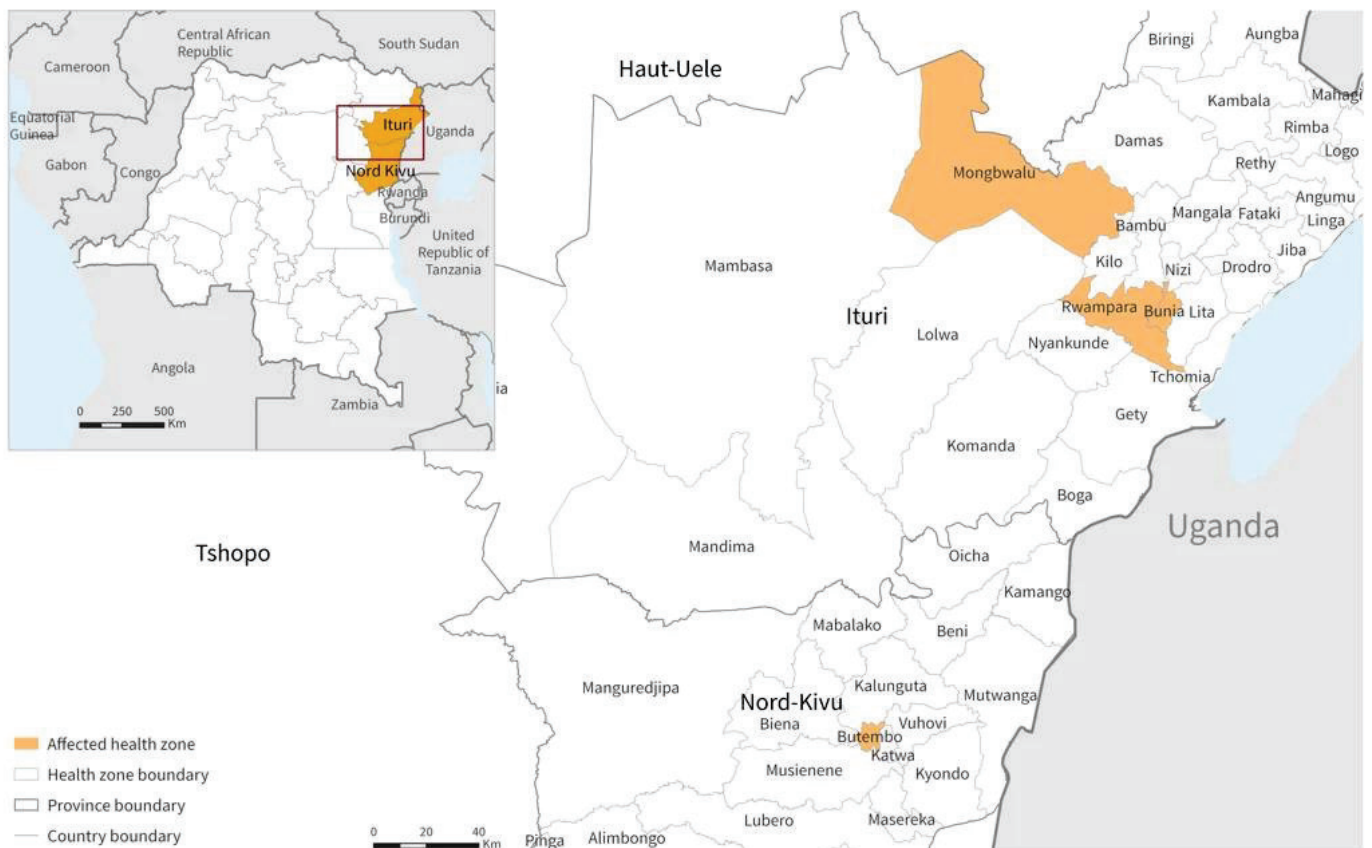 Central African
Republic
South Sudan
Cameroon
Equatorial
Guinea
Gabon
Congo
Ituri
Uganda
Nord Kivu
Rwanda
Burundi
United
Republic of
Tanzania
Angola
Zambia
0 250 500
Km
ia
Haut-Uele
Biringi
Aungba
Kambala
Mahagi
Damas
Rimba
Logo
Rethy
Mongbwalu
Angumu
Mangala
Fataki
Linga
Bambu
Jiba
Kilo
Nizi
Drodro
Mambasa
Ituri
Rwampara
Bunia
Lita
Lolwa
Nyankunde
Tchomia
Gety
Komanda
Boga
Uganda
Tshopo
Mandima
Oicha
Kamango
Mabalako
Beni
Manguredjipa
Kalunguta
Mutwanga
Nord-Kivu
Biena
Vuhovi
Butembo
Katwa
Musienene
Kyondo
Lubero
Masereka
Alimbongo
Pinga
Affected health zone
Health zone boundary
Province boundary
Country boundary
0 20 40
Km